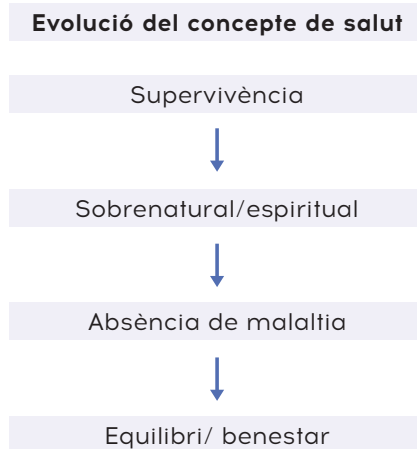 Evolució del concepte de salut
Supervivència
Sobrenatural/espiritual
Absència de malaltia
Equilibri/ benestar